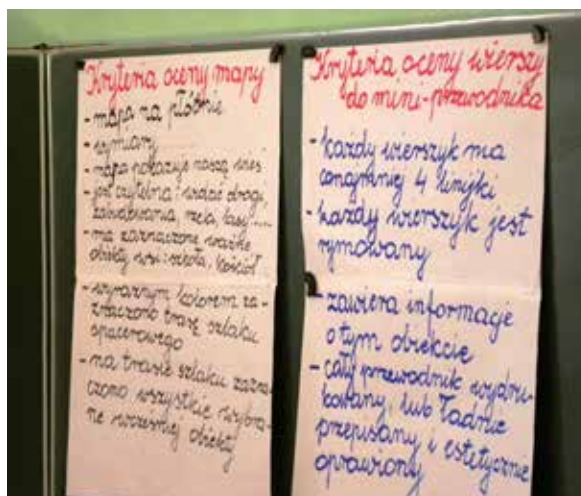 Kryteria oceny mapy
- mapa na płótnie
- wymiary
- mapa pokazuje naszą wieś
- jest czytelna: widać drogi,
zabudowania, pola, lasy.....
- ma zaznaczone ważne
obiekty wsi: szkoła, kościół
- wyraźnym kolorem za-
znaczono trasę szlaku
spacerowego
- na trasie szlaku zazna-
czono wszystkie wybra-
ne wcześniej obiekty
Kryteria oceny wierszy
do mini-przewodnika
- każdy wierszyk ma
conajmniej 4 linijki
- każdy wierszyk jest
rymowany
- zawiera informacje
o tym obiekcie
- cały przewodnik wydru-
kowany, lub ładnie
przepisany i estetycznie
oprawiony